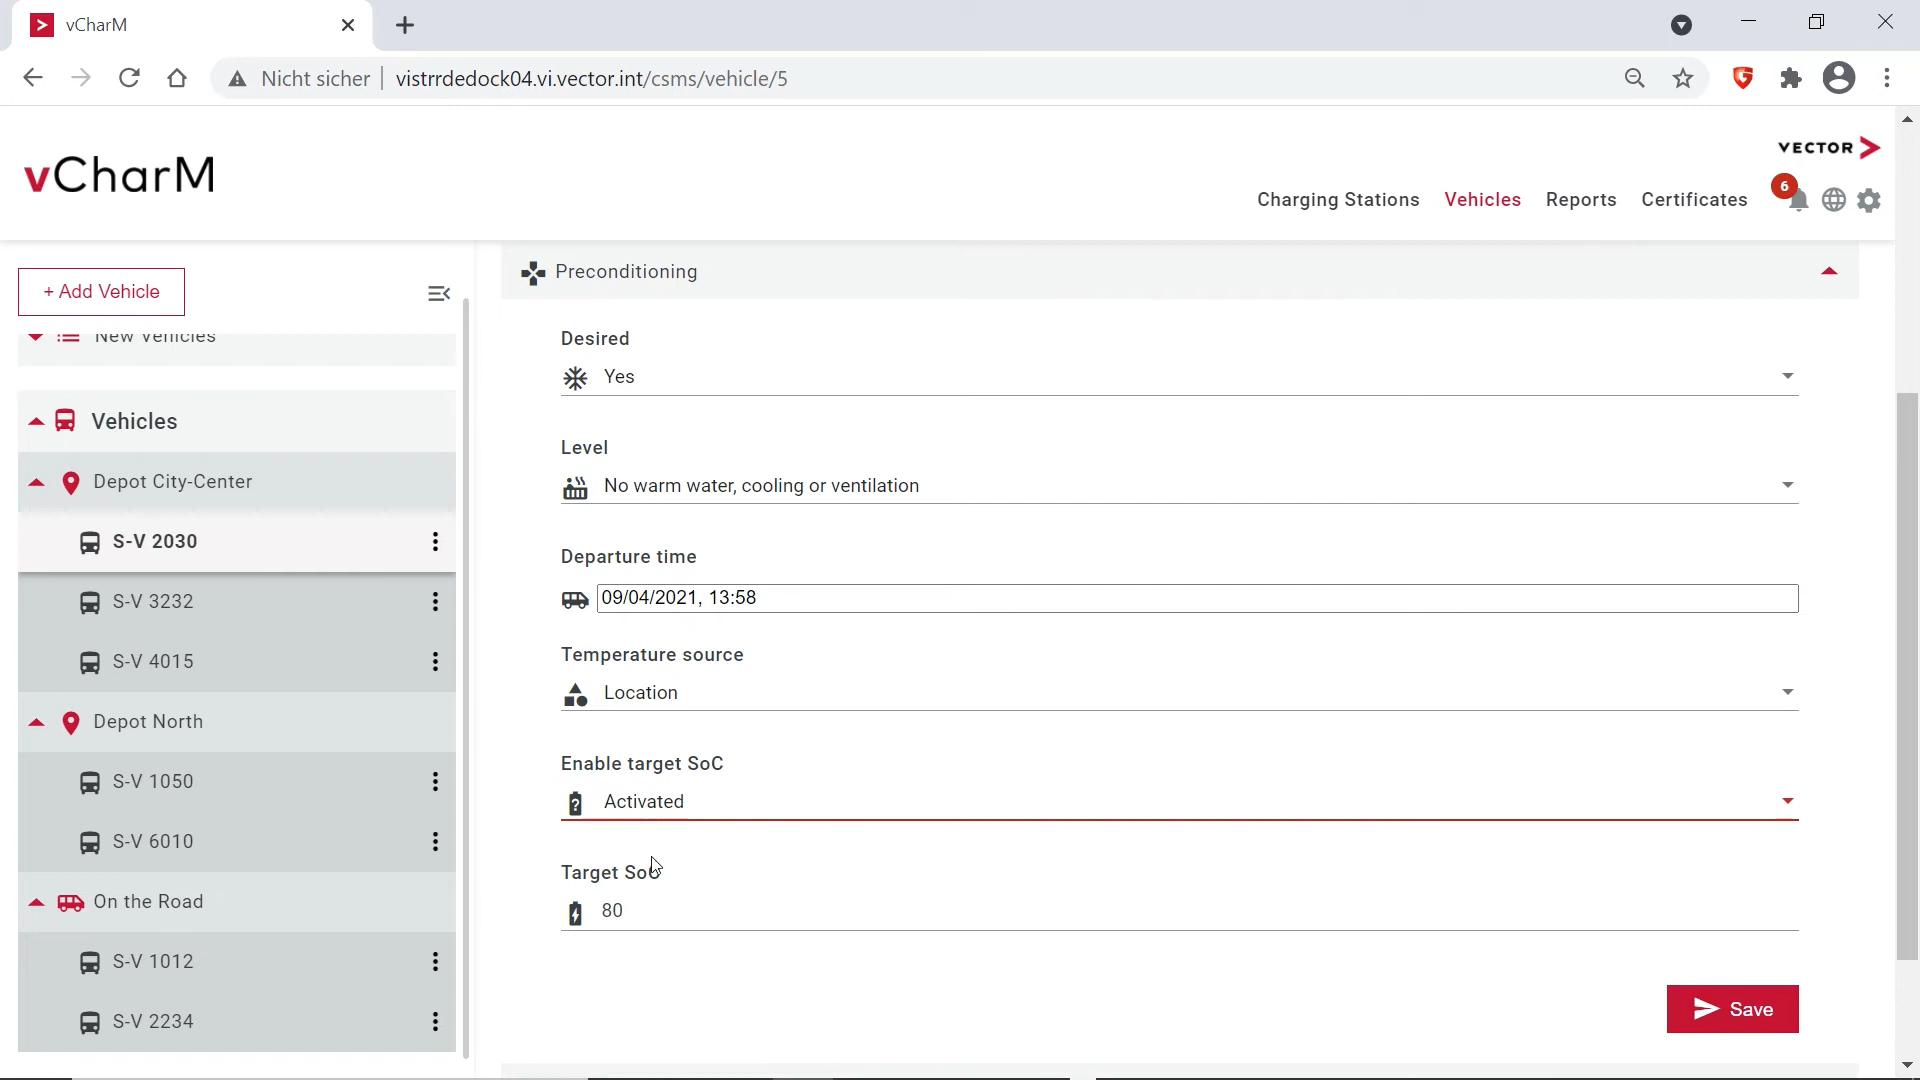 vCharM
Nicht sicher
vistrrdedock04.vi.vector.int/csms/vehicle/5
VECTOR
vCharM
6
Charging Stations Vehicles Reports Certificates
+ Add Vehicle
New Vehicles
Vehicles
Depot City-Center
S-V 2030
S-V 3232
S-V 4015
Depot North
S-V 1050
S-V 6010
On the Road
S-V 1012
S-V 2234
Preconditioning
Desired
Yes
Level
No warm water, cooling or ventilation
Departure time
09/04/2021, 13:58
Temperature source
Location
Enable target SoC
Activated
Target SoC
80
Save